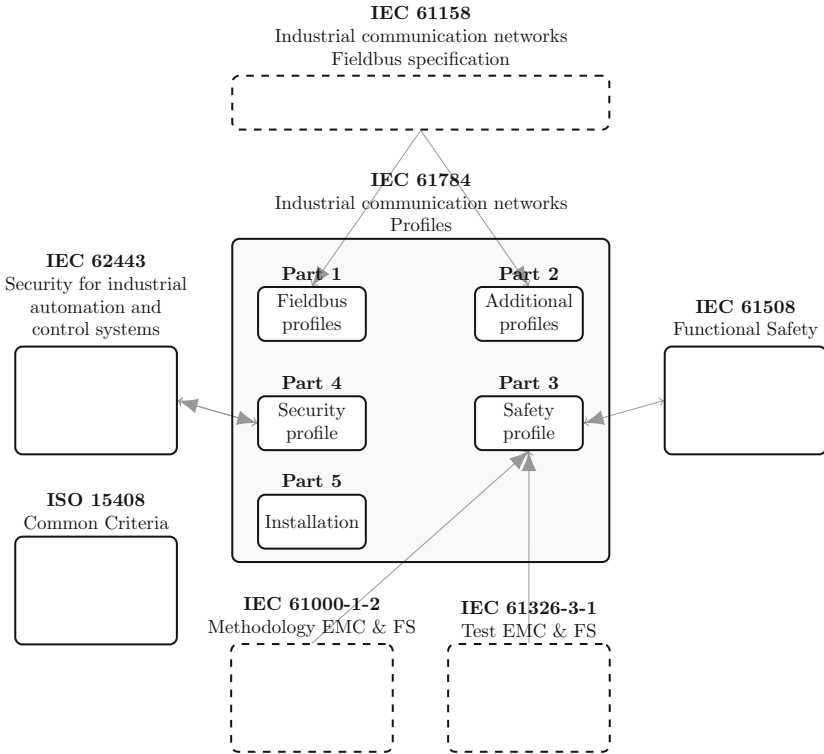 IEC 61158
Industrial communication networks
Fieldbus specification
IEC 61784
Industrial communication networks
Profiles
IEC 62443
Security for industrial
automation and
control systems
Part 1
Fieldbus
profiles
Part 2
Additional
profiles
IEC 61508
Functional Safety
Part 4
Security
profile
Part 3
Safety
profile
Part 5
Installation
ISO 15408
Common Criteria
IEC 61000-1-2
Methodology EMC & FS
IEC 61326-3-1
Test EMC & FS